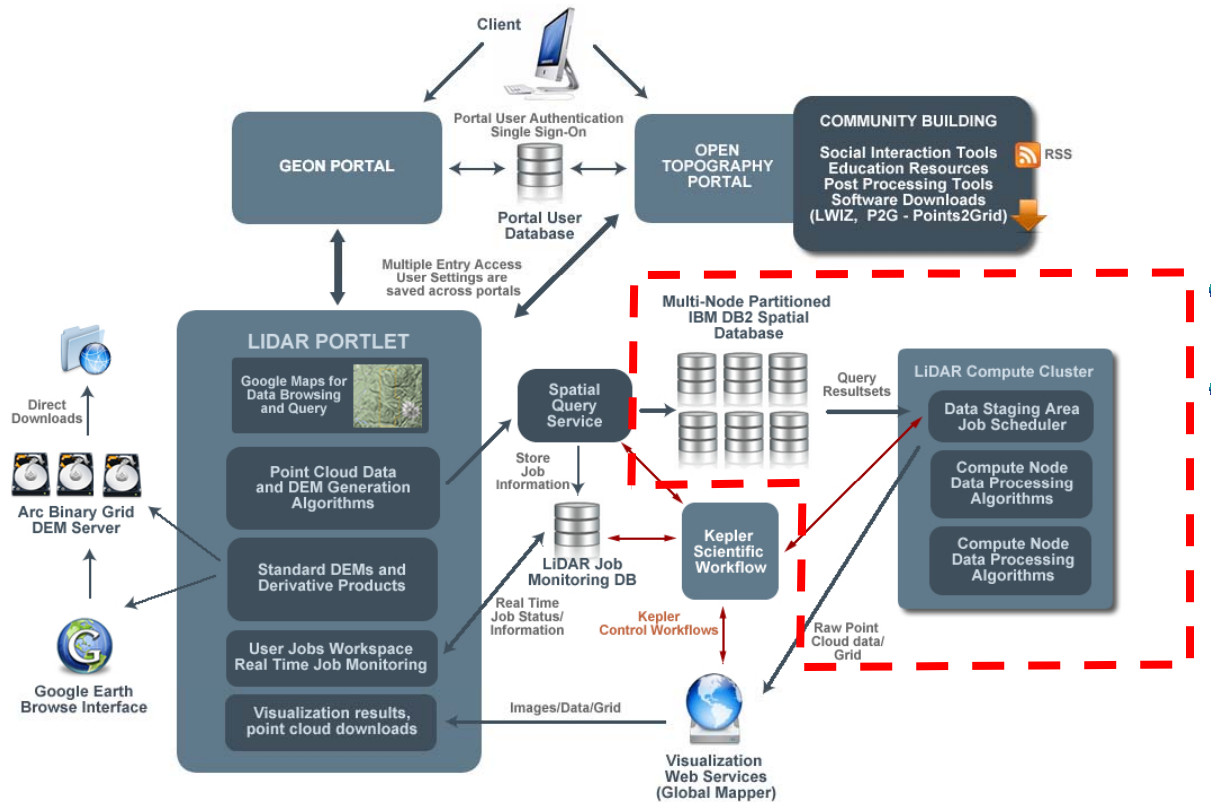 Client
Portal User Authentication
Single Sign-On
GEON PORTAL
Portal User
Database
OPEN
TOPOGRAPHY
PORTAL
COMMUNITY BUILDING
Social Interaction Tools
Education Resources
Post Processing Tools
Software Downloads
(LWIZ, P2G - Points2Grid)
RSS
Multiple Entry Access
User Settings are
saved across portals
LIDAR PORTLET
Google Maps for
Data Browsing
and Query
Point Cloud Data
and DEM Generation
Algorithms
Standard DEMs and
Derivative Products
User Jobs Workspace
Real Time Job Monitoring
Visualization results,
point cloud downloads
Direct
Downloads
Arc Binary Grid
DEM Server
G
Google Earth
Browse Interface
Spatial
Query
Service
Store
Job
Information
LiDAR Job
Monitoring DB
Real Time
Job Status/
Information
Multi-Node Partitioned
IBM DB2 Spatial
Database
Query
Resultsets
LiDAR Compute Cluster
Data Staging Area
Job Scheduler
Compute Node
Data Processing
Algorithms
Compute Node
Data Processing
Algorithms
Kepler
Scientific
Workflow
Kepler
Control Workflows
Raw Point
Cloud data/
Grid
Images/Data/Grid
Visualization
Web Services
(Global Mapper)